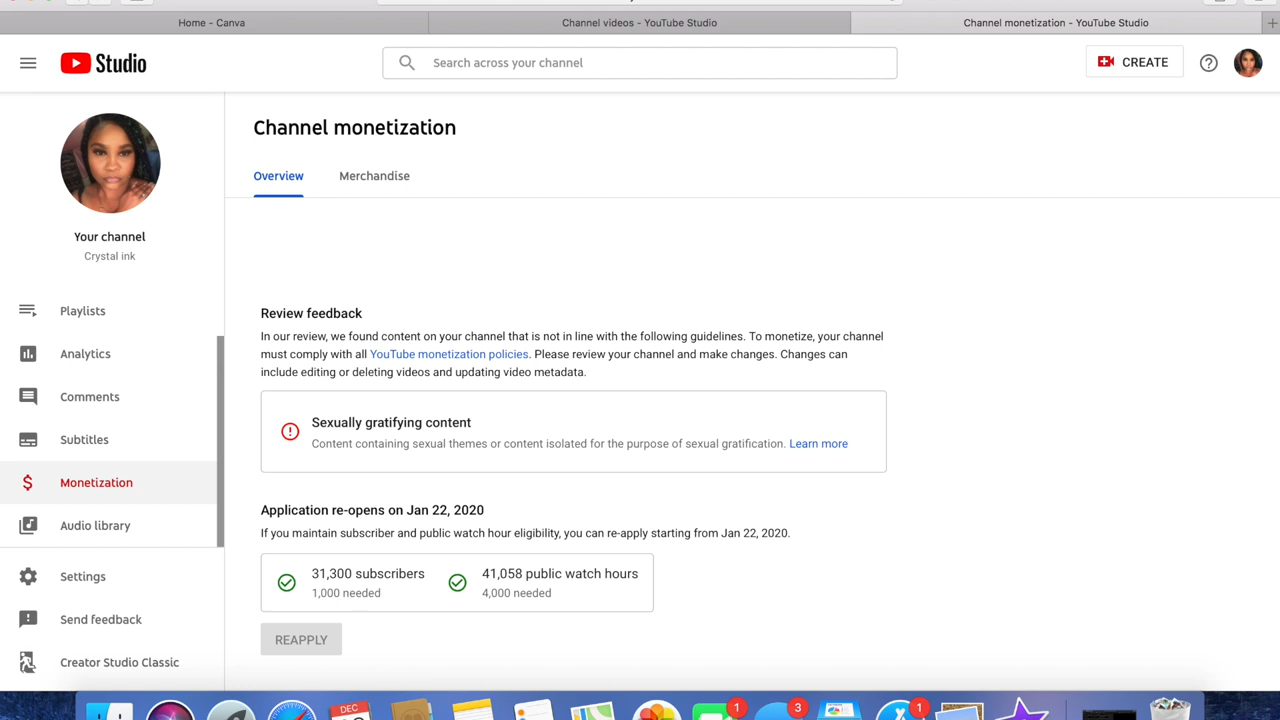 Home - Canva
Channel videos - YouTube Studio
Channel monetization - YouTube Studio
Studio
Search across your channel
CREATE
Channel monetization
Overview
Merchandise
Your channel
Crystal ink
Playlists
Analytics
Comments
Subtitles
Monetization
Audio library
Settings
Send feedback
Creator Studio Classic
Review feedback
In our review, we found content on your channel that is not in line with the following guidelines. To monetize, your channel
must comply with all YouTube monetization policies. Please review your channel and make changes. Changes can
include editing or deleting videos and updating video metadata.
Sexually gratifying content
Content containing sexual themes or content isolated for the purpose of sexual gratification. Learn more
Application re-opens on Jan 22, 2020
If you maintain subscriber and public watch hour eligibility, you can re-apply starting from Jan 22, 2020.
31,300 subscribers
1,000 needed
41,058 public watch hours
4,000 needed
REAPPLY
DEC
1
3
1